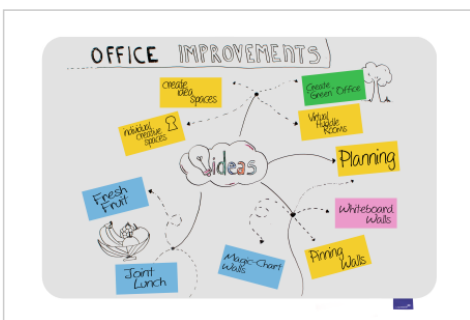 OFFICE IMPROVEMENTS
create
idea
spaces
Create
Green Office
individual
creative
spaces
Virtual
Huddle
Rooms
ideas
Planning
Fresh
Fruit
Whiteboard
Walls
Magic-Chart
Walls
Pinning
Walls
Joint
Lunch